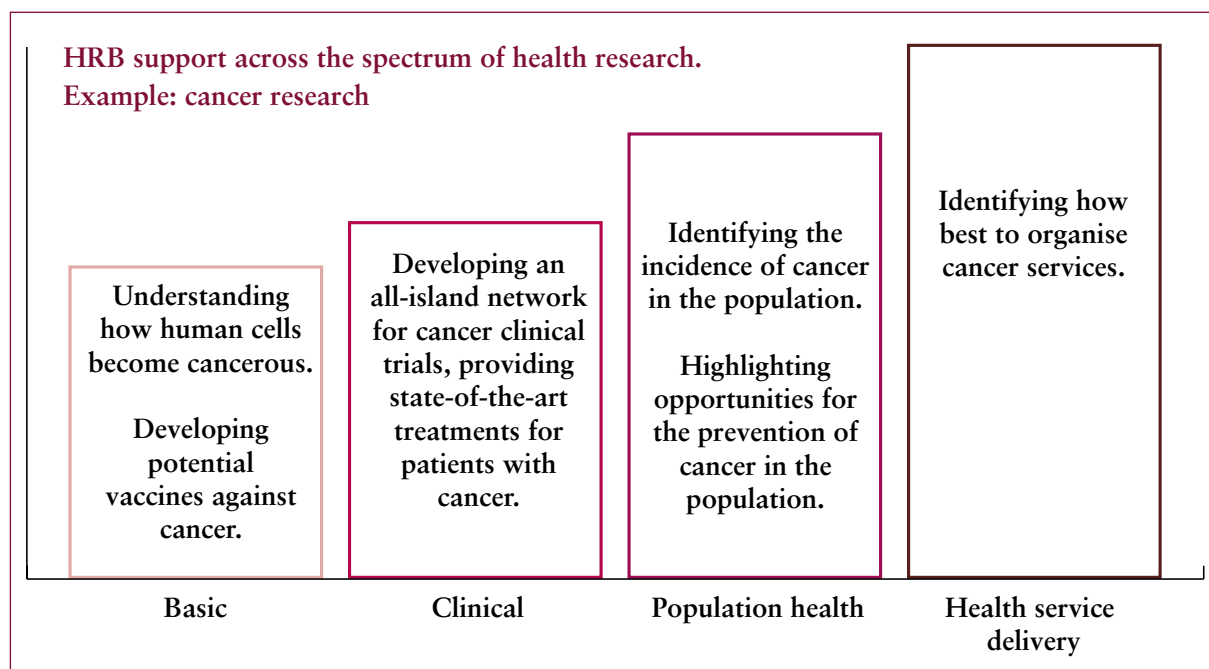 HRB support across the spectrum of health research.
Example: cancer research
Understanding
how human cells
become cancerous.
Developing
potential
vaccines against
cancer.
Developing an
all-island network
for cancer clinical
trials, providing
state-of-the-art
treatments for
patients with
cancer.
Identifying the
incidence of cancer
in the population.
Highlighting
opportunities for
the prevention of
cancer in the
population.
Identifying how
best to organise
cancer services.
Basic
Clinical
Population health
Health service
delivery